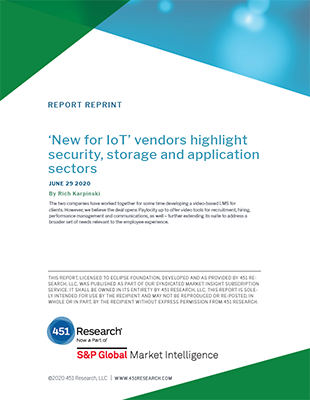 REPORT REPRINT
‘New for IoT’ vendors highlight
security, storage and application
sectors
JUNE 29 2020
By Rich Karpinski
The two companies have worked together for some time developing a video-based LMS for
clients. However, we believe the deal opens Paylocity up to offer video tools for recruitment, hiring,
performance management and communications, as well – further extending its suite to address a
broader set of needs relevant to the employee experience.
THIS REPORT, LICENSED TO ECLIPSE FOUNDATION, DEVELOPED AND AS PROVIDED BY 451 RE-
SEARCH, LLC, WAS PUBLISHED AS PART OF OUR SYNDICATED MARKET INSIGHT SUBSCRIPTION
SERVICE. IT SHALL BE OWNED IN ITS ENTIRETY BY 451 RESEARCH, LLC. THIS REPORT IS SOLE-
LY INTENDED FOR USE BY THE RECIPIENT AND MAY NOT BE REPRODUCED OR RE-POSTED, IN
WHOLE OR IN PART, BY THE RECIPIENT WITHOUT EXPRESS PERMISSION FROM 451 RESEARCH.
451 Research®
Now a Part of
S&P Global Market Intelligence
©2020 451 Research, LLC | WWW.451RESEARCH.COM